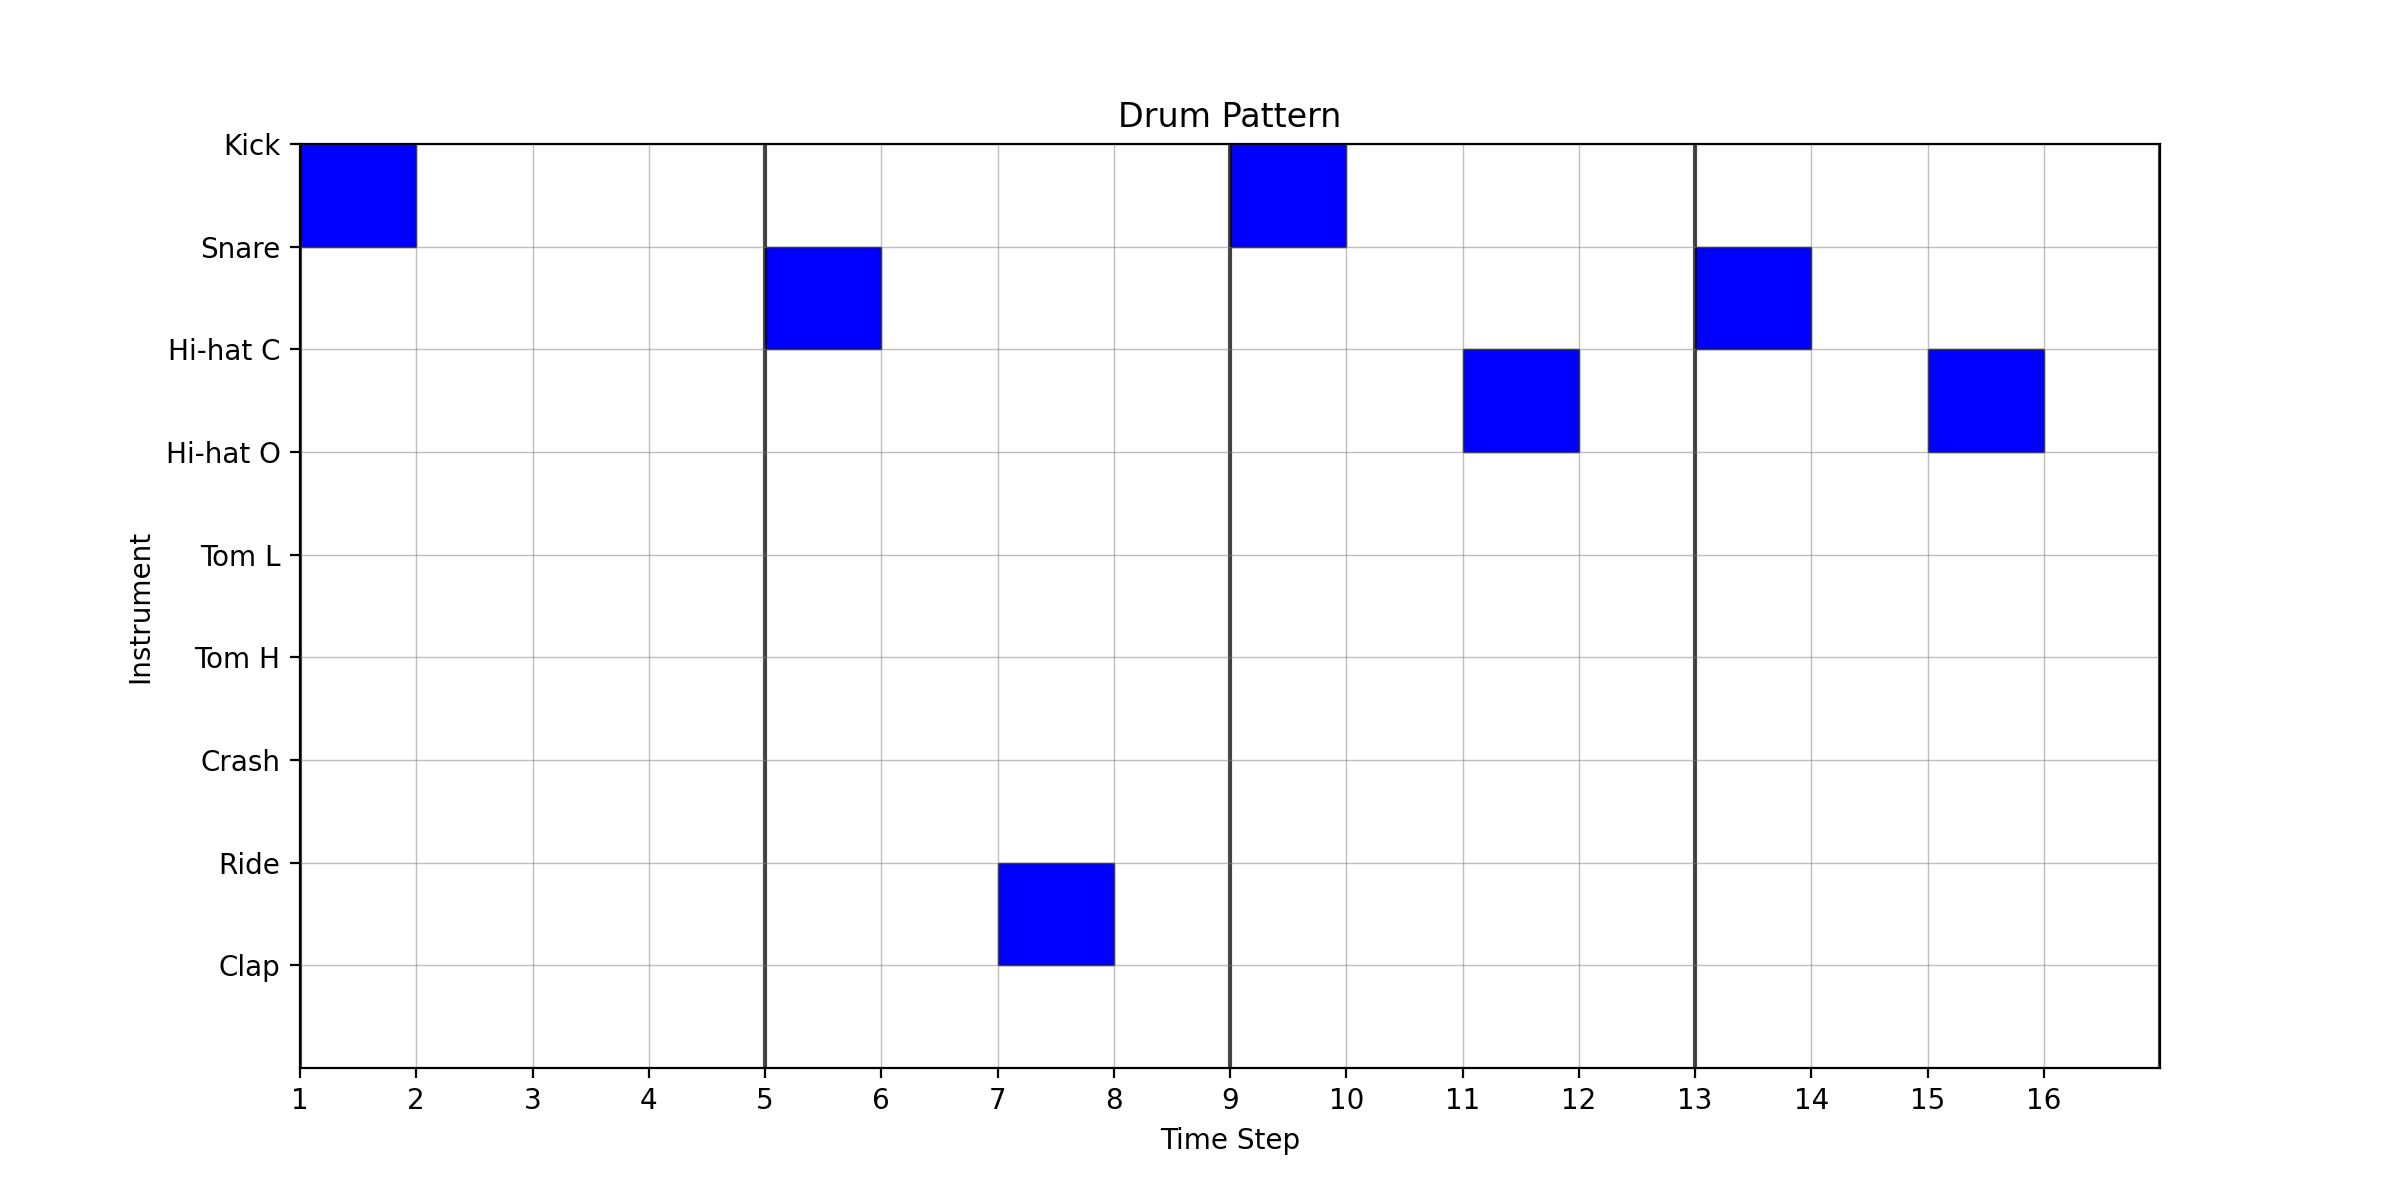 Drum Pattern
Kick
Snare
Hi-hat C
Hi-hat O
Tom L
Tom H
Crash
Ride
Clap
Instrument
1 2 3 4 5 6 7 8 9 10 11 12 13 14 15 16
Time Step